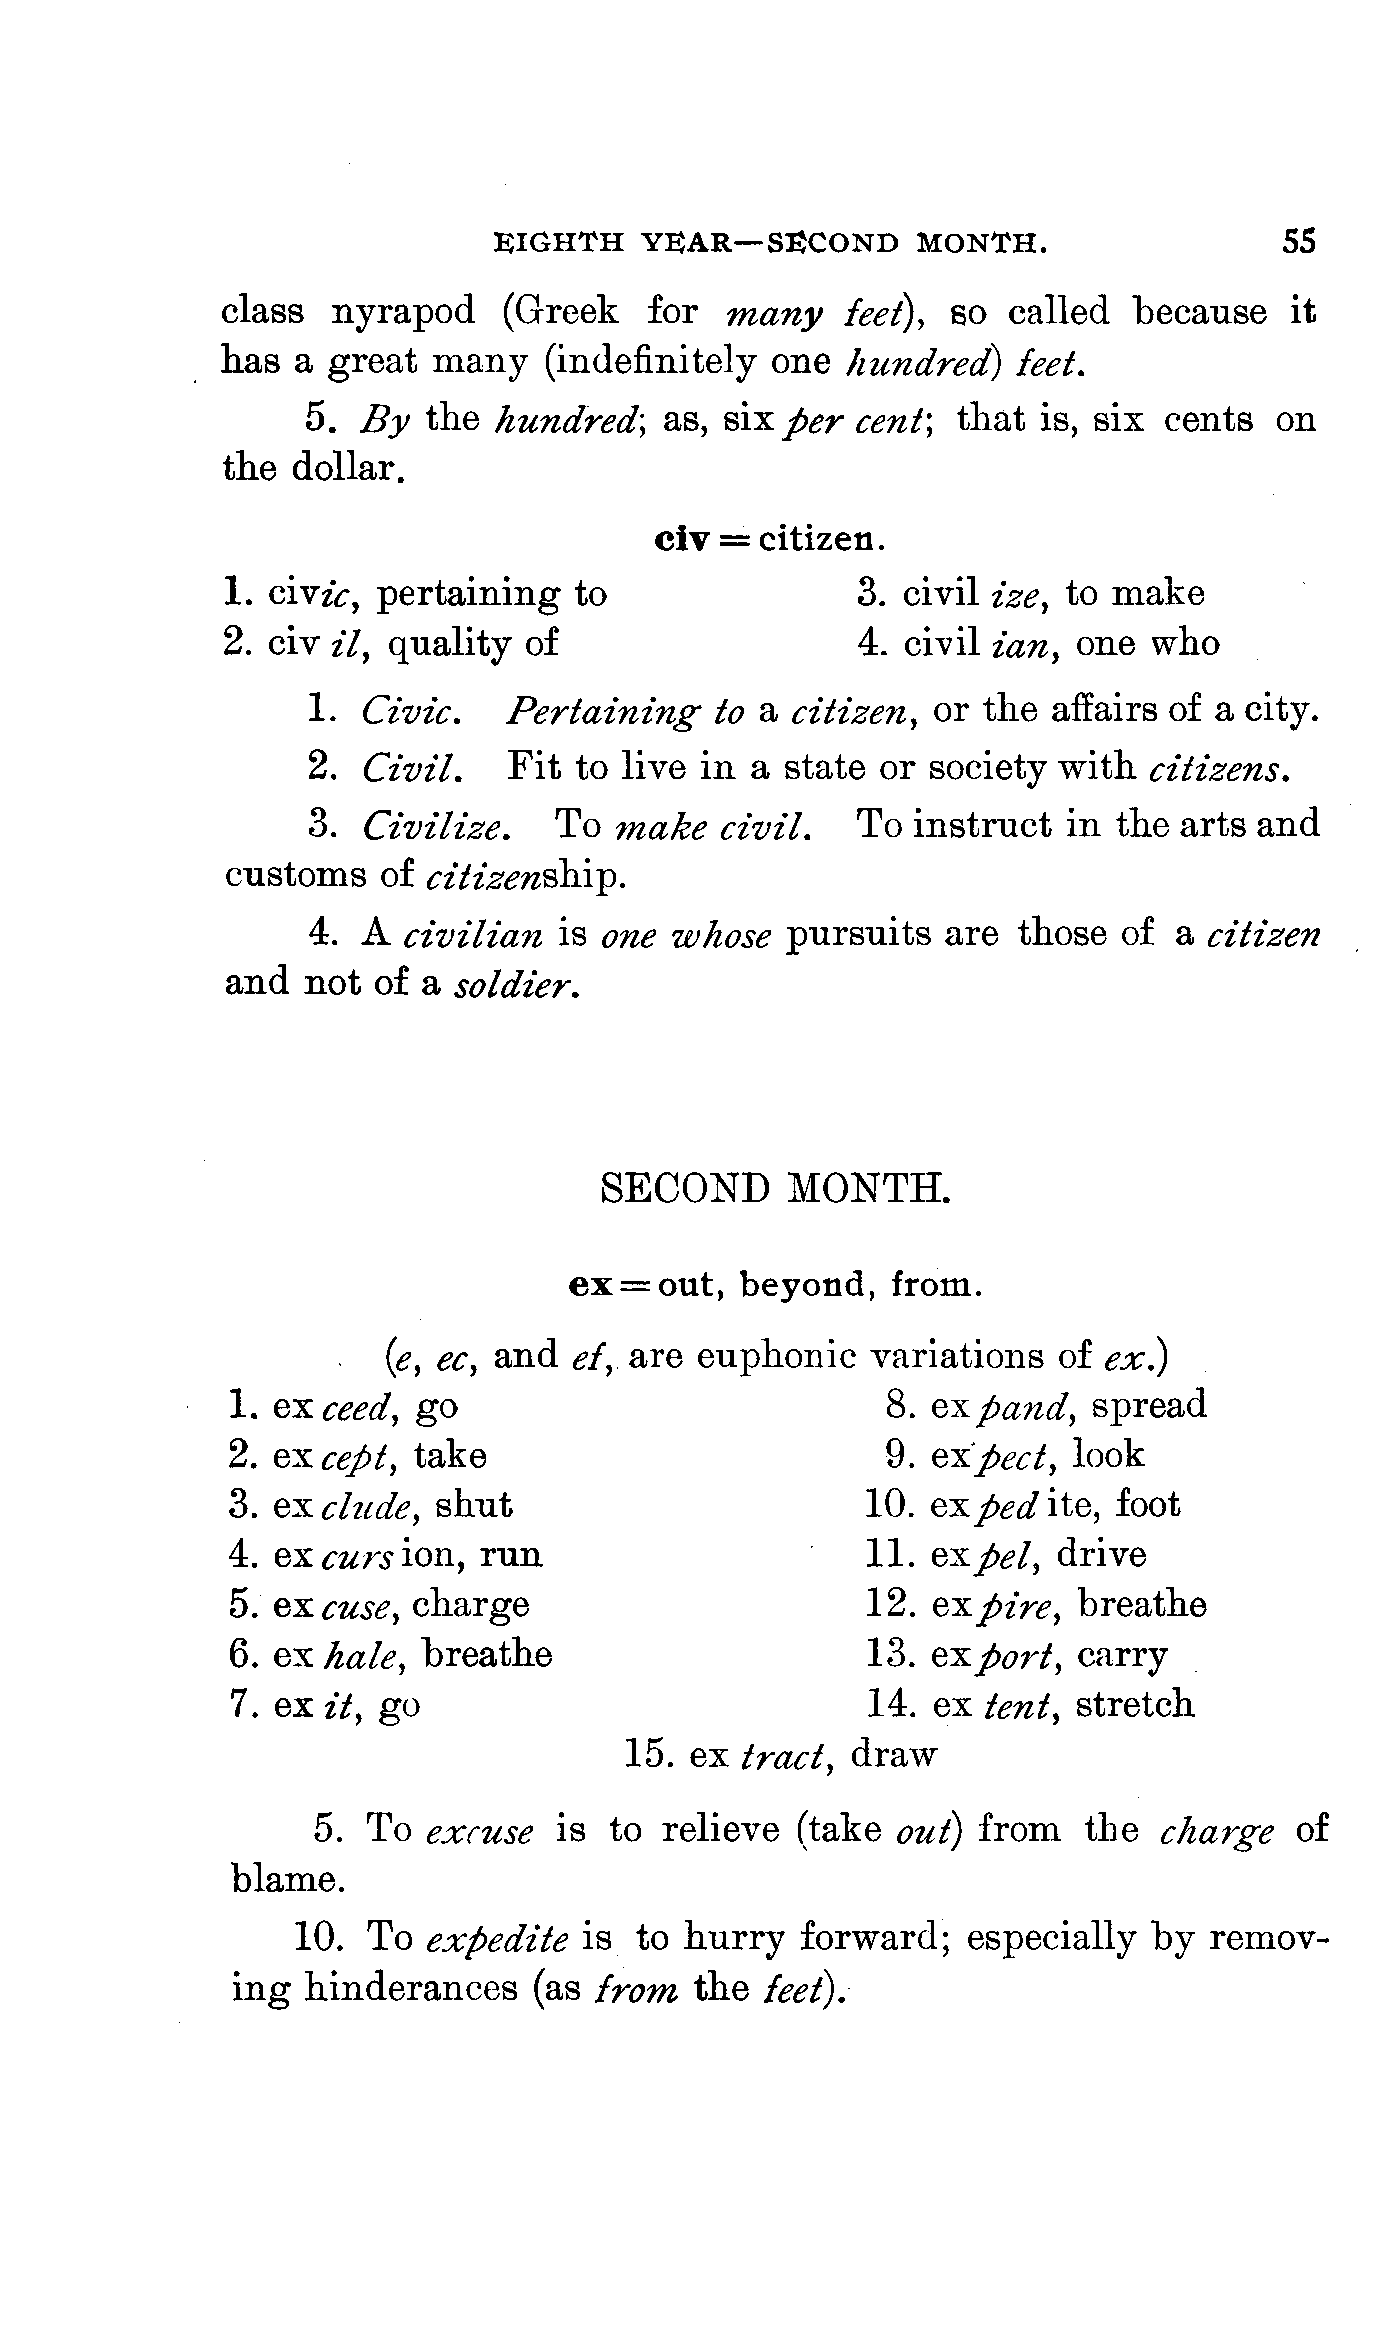 EIGHTH YEAR—SECOND MONTH. 55
class nyrapod (Greek for many feet), so called because it
has a great many (indefinitely one hundred) feet.
5. By the hundred; as, six per cent; that is, six cents on
the dollar.
civ = citizen.
1. civic, pertaining to
2. civ il, quality of
3. civil ize, to make
4. civil ian, one who
1. Civic. Pertaining to a citizen, or the affairs of a city.
2. Civil. Fit to live in a state or society with citizens.
3. Civilize. To make civil. To instruct in the arts and
customs of citizenship.
4. A civilian is one whose pursuits are those of a citizen
and not of a soldier.
SECOND MONTH.
ex = out, beyond, from.
(e, ec, and ef, are euphonic variations of ex.)
1. ex ceed, go
2. ex cept, take
3. ex clude, shut
4. ex curs ion, run
5. ex cuse, charge
6. ex hale, breathe
7. ex it, go
8. ex pand, spread
9. ex pect, look
10. ex ped ite, foot
11. ex pel, drive
12. ex pire, breathe
13. ex port, carry
14. ex tent, stretch
15. ex tract, draw
5. To excuse is to relieve (take out) from the charge of
blame.
10. To expedite is to hurry forward; especially by remov-
ing hinderances (as from the feet).